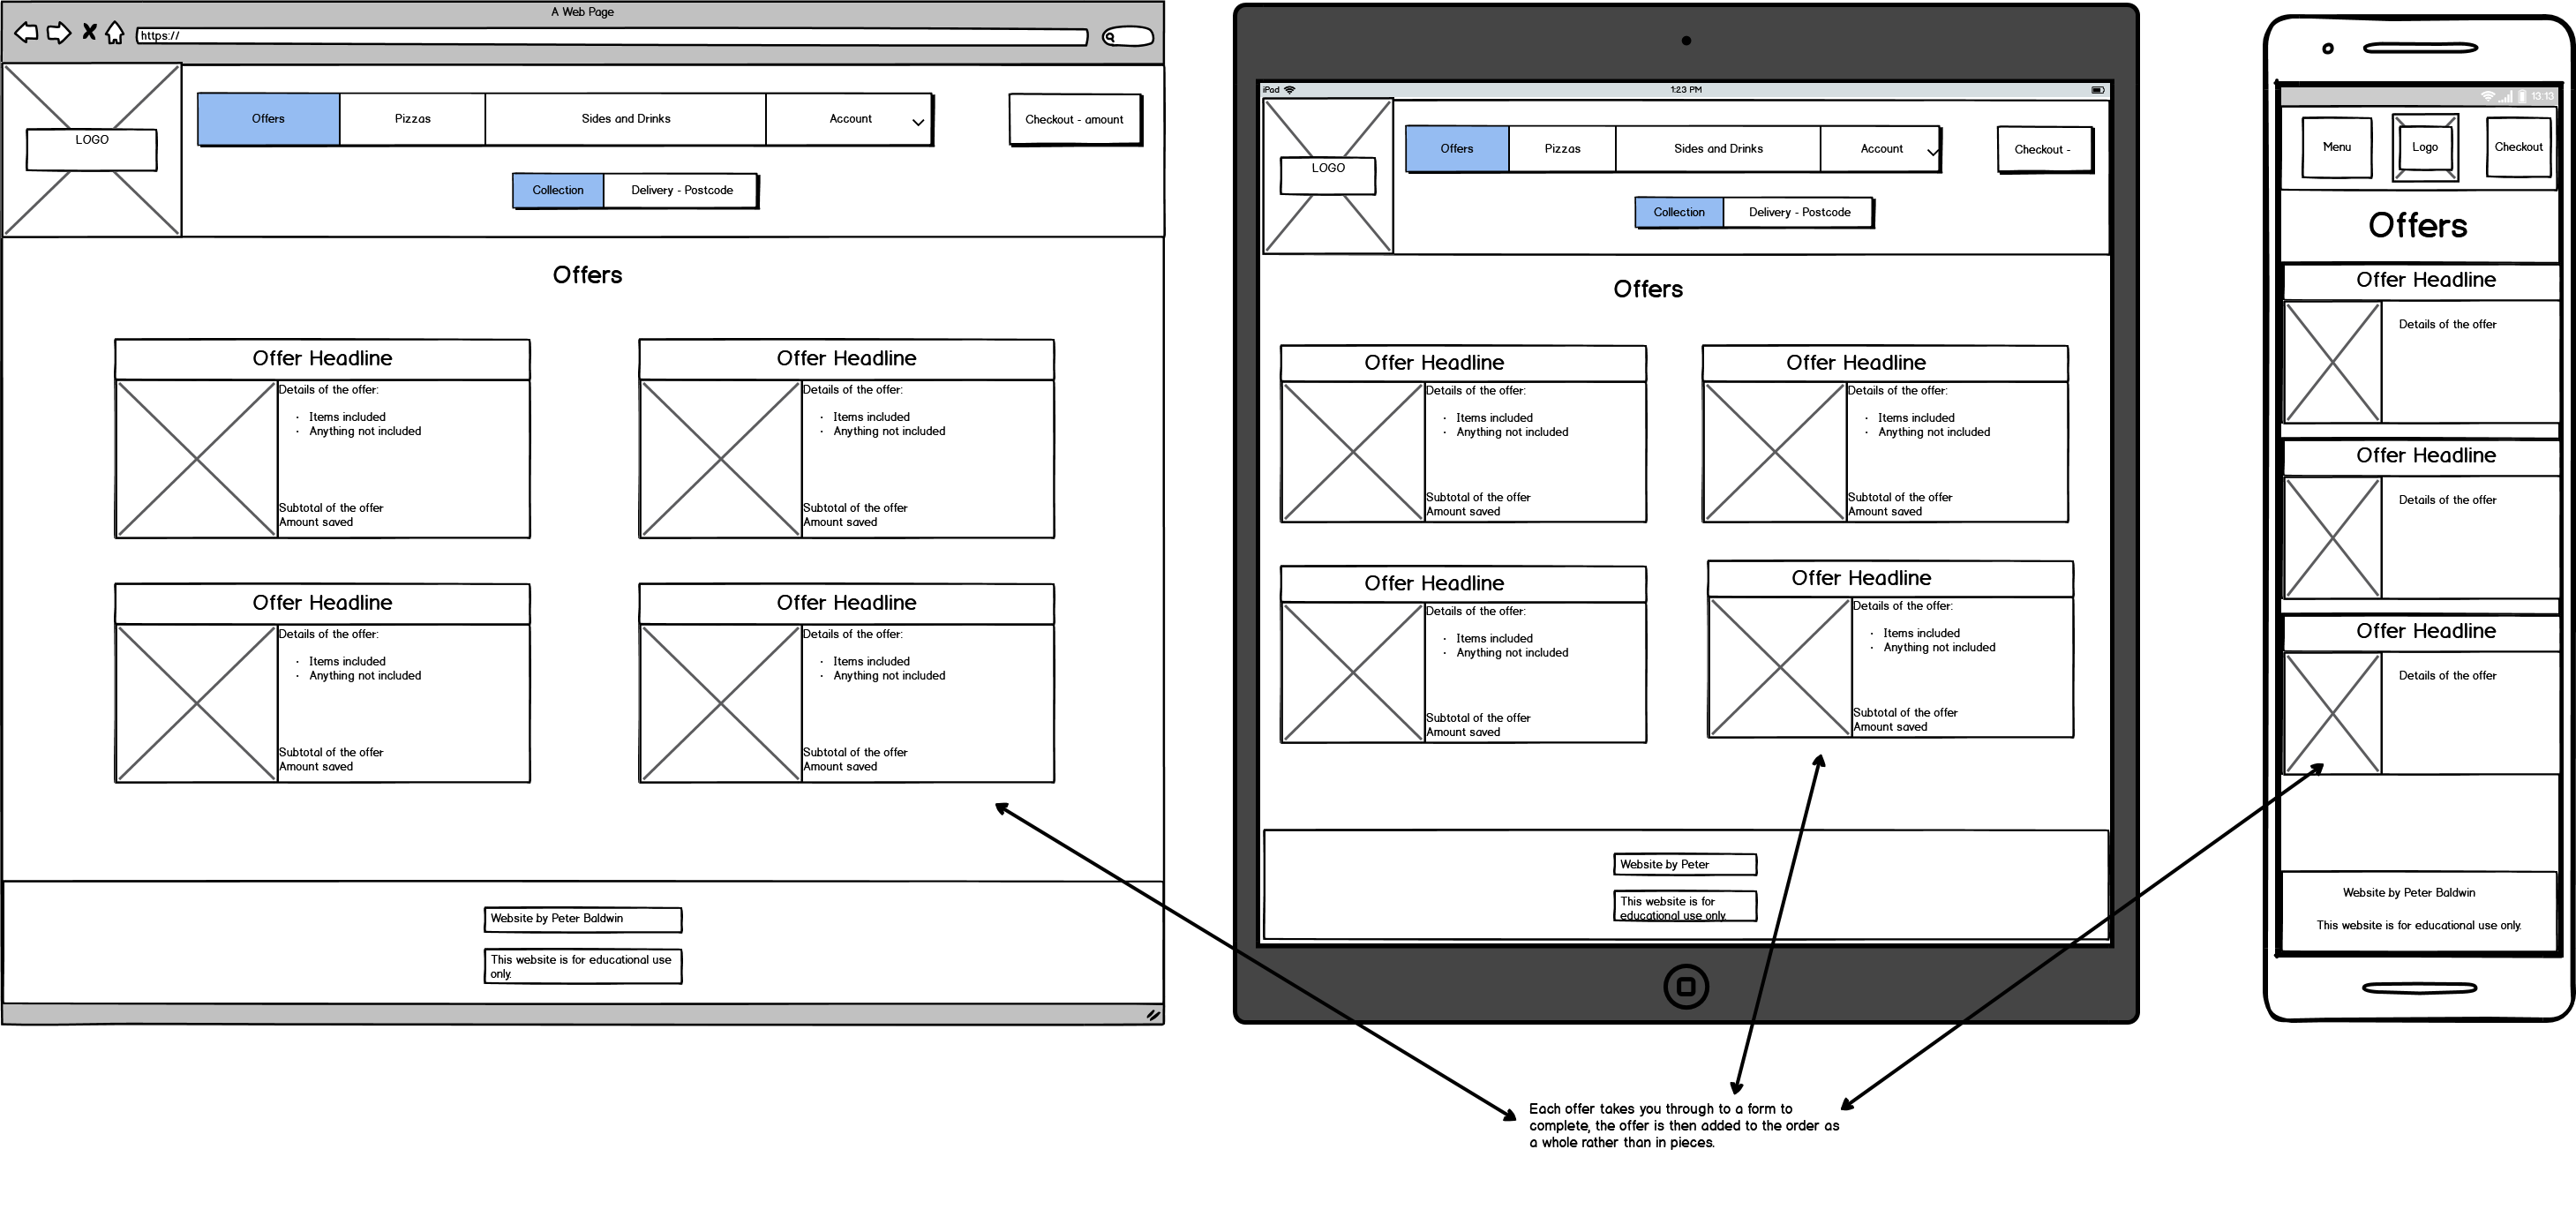 A Web Page
https://
LOGO
Offers
Pizzas
Sides and Drinks
Account
Checkout - amount
Collection
Delivery - Postcode
Offers
Offer Headline
Details of the offer:
· Items included
· Anything not included
Subtotal of the offer
Amount saved
Offer Headline
Details of the offer:
· Items included
· Anything not included
Subtotal of the offer
Amount saved
Offer Headline
Details of the offer:
· Items included
· Anything not included
Subtotal of the offer
Amount saved
Offer Headline
Details of the offer:
· Items included
· Anything not included
Subtotal of the offer
Amount saved
Website by Peter Baldwin
This website is for educational use
only.
iPad
1:23 PM
LOGO
Offers
Pizzas
Sides and Drinks
Account
Checkout -
Collection
Delivery - Postcode
Offers
Offer Headline
Details of the offer:
· Items included
· Anything not included
Subtotal of the offer
Amount saved
Offer Headline
Details of the offer:
· Items included
· Anything not included
Subtotal of the offer
Amount saved
Offer Headline
Details of the offer:
· Items included
· Anything not included
Subtotal of the offer
Amount saved
Offer Headline
Details of the offer:
· Items included
· Anything not included
Subtotal of the offer
Amount saved
Website by Peter
This website is for
educational use only.
13:13
Menu
Logo
Checkout
Offers
Offer Headline
Details of the offer
Offer Headline
Details of the offer
Offer Headline
Details of the offer
Website by Peter Baldwin
This website is for educational use only.
Each offer takes you through to a form to
complete, the offer is then added to the order as
a whole rather than in pieces.